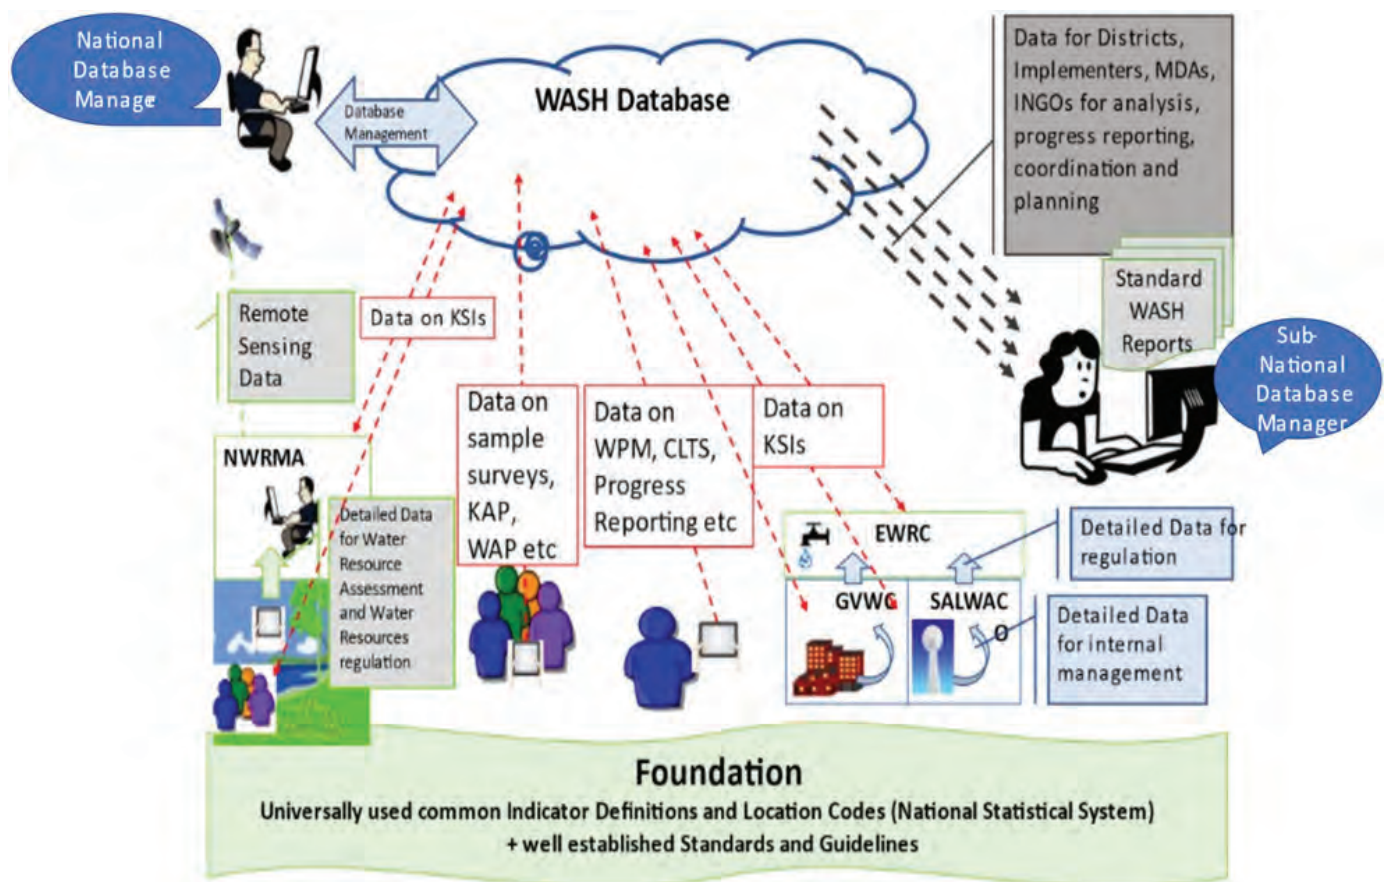 National
Database
Manage
WASH Database
Database
Management
Data for Districts,
Implementers, MDAs,
INGOs for analysis,
progress reporting,
coordination and
planning
Standard
WASH
Reports
Sub-
National
Database
Manager
Remote
Sensing
Data
Data on KSIs
NWRMA
Detailed Data
for Water
Resource
Assessment
and Water
Resources
regulation
Data on
sample
surveys,
KAP,
WAP etc
Data on
WPM, CLTS,
Progress
Reporting etc
Data on
KSIs
EWRC
GVWC
SALWAC
O
Detailed Data for
regulation
Detailed Data
for internal
management
Foundation
Universally used common Indicator Definitions and Location Codes (National Statistical System)
+ well established Standards and Guidelines